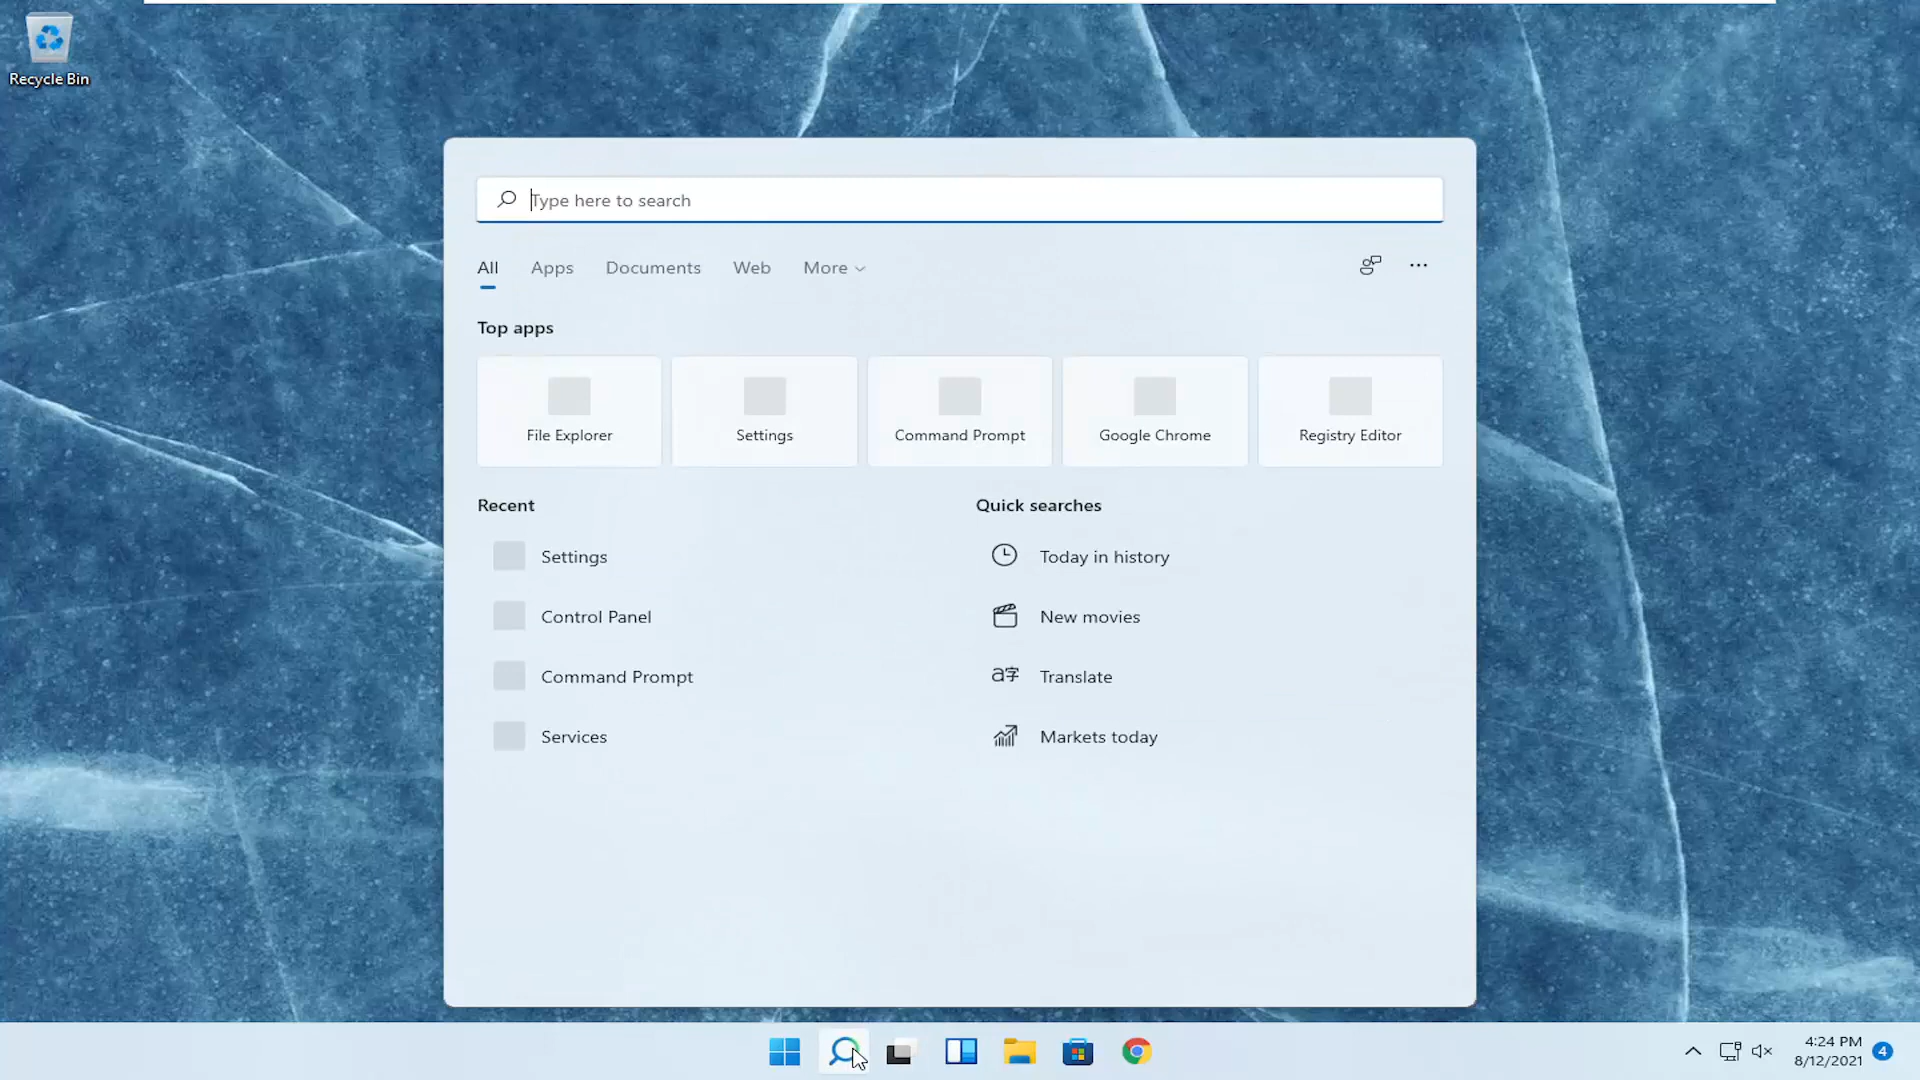 Recycle Bin
Type here to search
All Apps Documents Web More
Top apps
File Explorer Settings Command Prompt Google Chrome Registry Editor
Recent Quick searches
Settings Today in history
Control Panel New movies
Command Prompt a字 Translate
Services Markets today
4:24 PM
8/12/2021 4